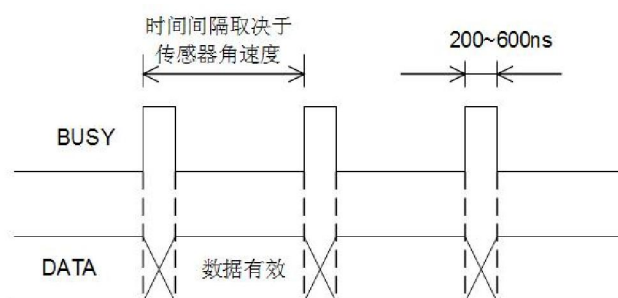 时间间隔取决于
传感器角速度
200~600ns
BUSY
DATA
数据有效